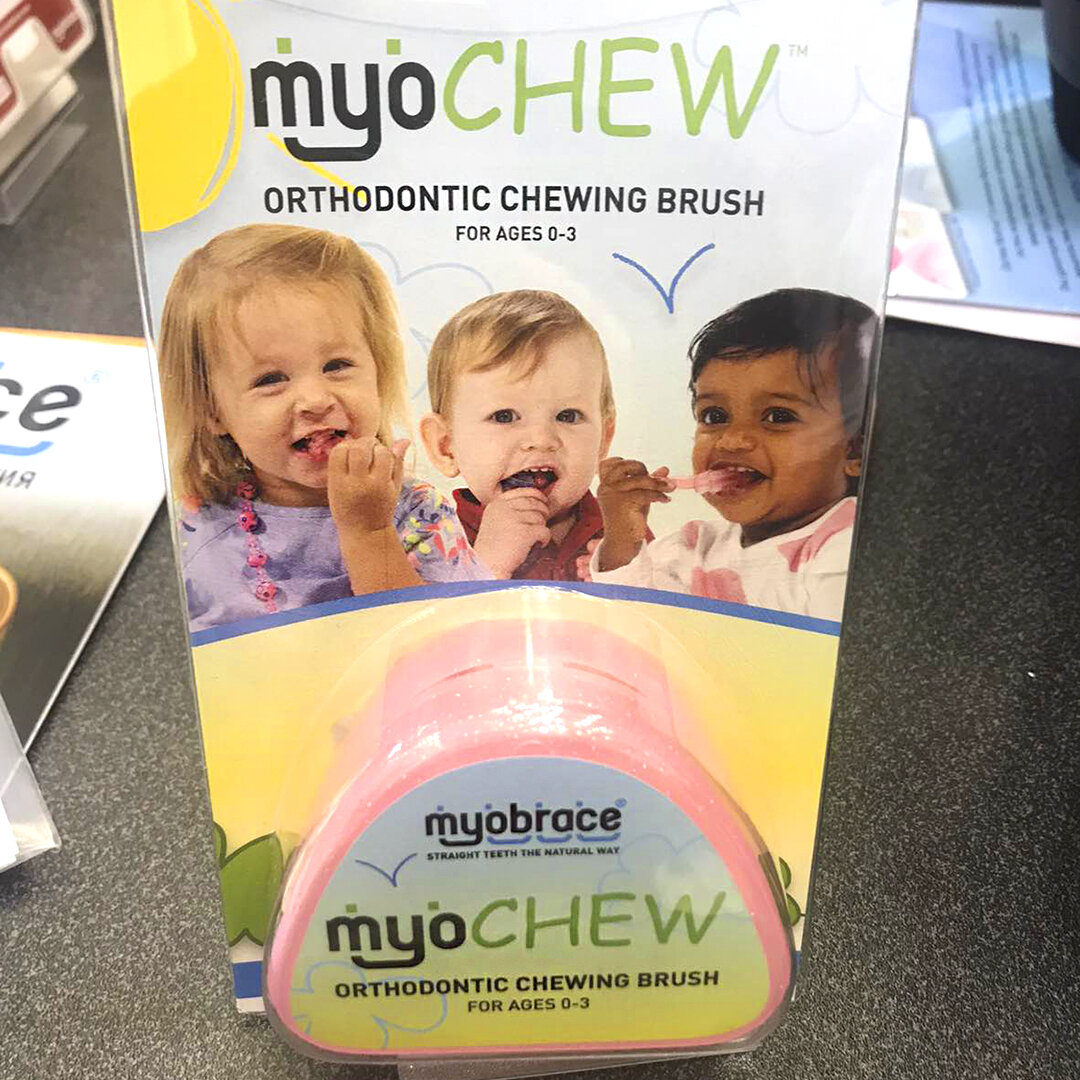 myoCHEW™
ORTHODONTIC CHEWING BRUSH
FOR AGES 0-3
ce
ИЯ
myobrace®
STRAIGHT TEETH THE NATURAL WAY
myoCHEW
ORTHODONTIC CHEWING BRUSH
FOR AGES 0-3